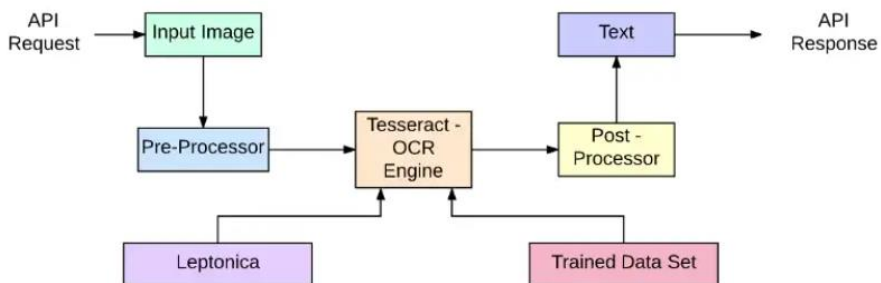 API
Request
Input Image
Text
API
Response
Pre-Processor
Tesseract -
OCR
Engine
Post -
Processor
Leptonica
Trained Data Set